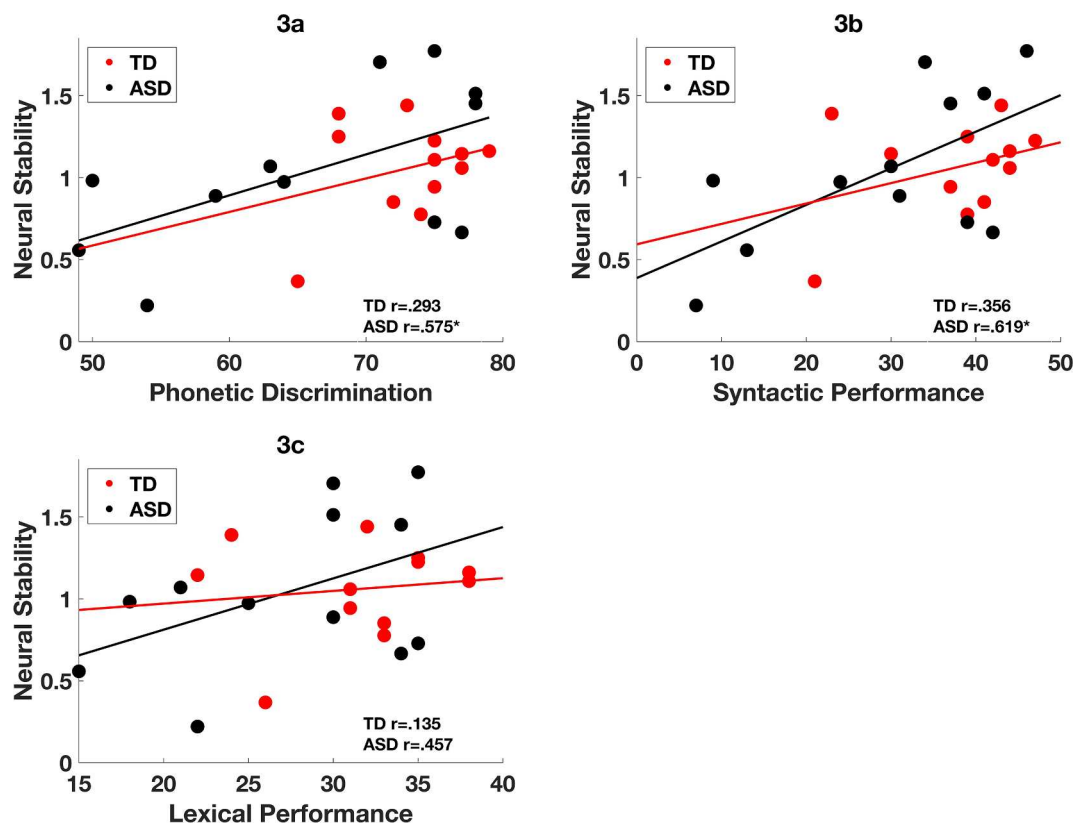 3a
TD
ASD
Neural Stability
1.5
1
0.5
0
TD r=.293
ASD r=.575*
50 60 70 80
Phonetic Discrimination
3b
TD
ASD
Neural Stability
1.5
1
0.5
0
TD r=.356
ASD r=.619*
0 10 20 30 40 50
Syntactic Performance
3c
TD
ASD
Neural Stability
1.5
1
0.5
0
TD r=.135
ASD r=.457
15 20 25 30 35 40
Lexical Performance